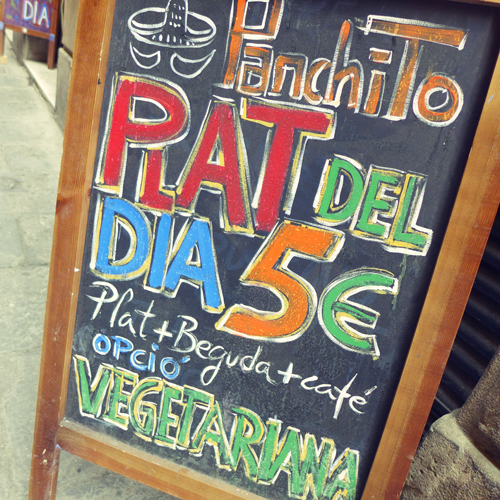 DIA
Panchito
PLAT DEL
DIA 5€
Plat + Beguda + café
OPCIÓ
VEGETARIANA